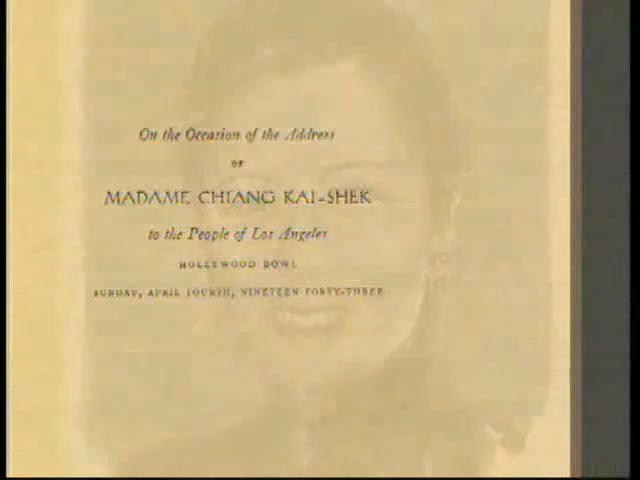 On the Occasion of the Address
OF
MADAME CHIANG KAI-SHEK
to the People of Los Angeles
HOLLYWOOD BOWL
SUNDAY, APRIL FOURTH, NINETEEN FORTY-THREE